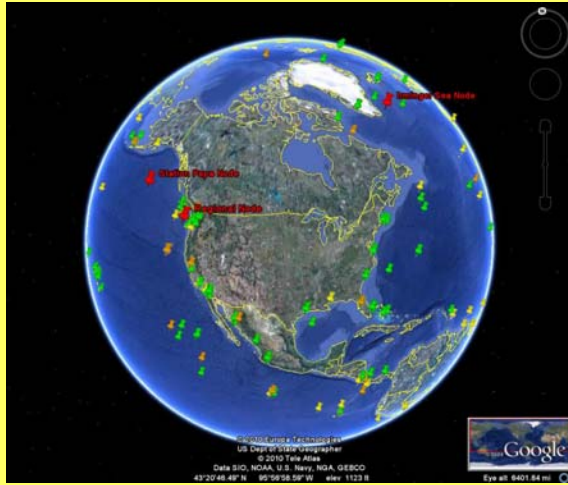 N
Irminger Sea Node
Station Papa Node
Regional Node
© 2010 Europa Technologies
US Dept of State Geographer
© 2010 Tele Atlas
Data SIO, NOAA, U.S. Navy, NGA, GEBCO
43°20'46.49" N 95°56'58.59" W elev 1123 ft
Google
Eye alt 6401.64 mi